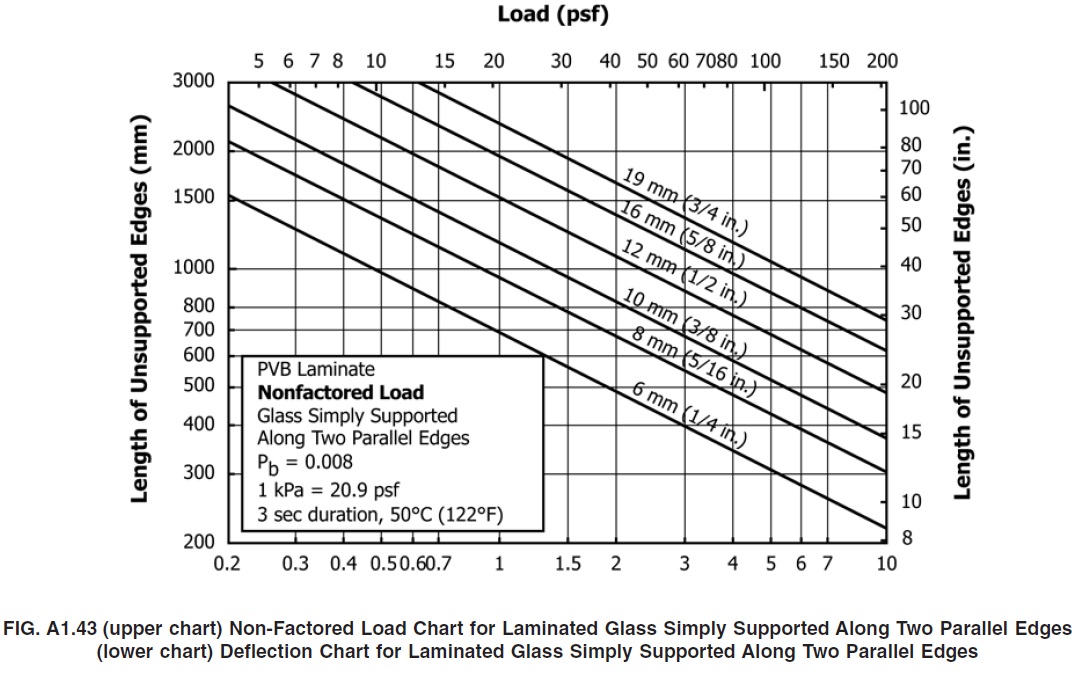 Load (psf)
5 6 7 8 10 15 20 30 40 50 60 7080 100 150 200
3000
2000
1500
1000
800
700
600
500
400
300
200
Length of Unsupported Edges (mm)
100
80
70
60
50
40
30
20
15
10
8
Length of Unsupported Edges (in.)
19 mm (3/4 in.)
16 mm (5/8 in.)
12 mm (1/2 in.)
10 mm (3/8 in.)
8 mm (5/16 in.)
6 mm (1/4 in.)
PVB Laminate
Nonfactored Load
Glass Simply Supported
Along Two Parallel Edges
Pb = 0.008
1 kPa = 20.9 psf
3 sec duration, 50°C (122°F)
0.2 0.3 0.4 0.50.60.7 1 1.5 2 3 4 5 6 7 10
FIG. A1.43 (upper chart) Non-Factored Load Chart for Laminated Glass Simply Supported Along Two Parallel Edges
(lower chart) Deflection Chart for Laminated Glass Simply Supported Along Two Parallel Edges